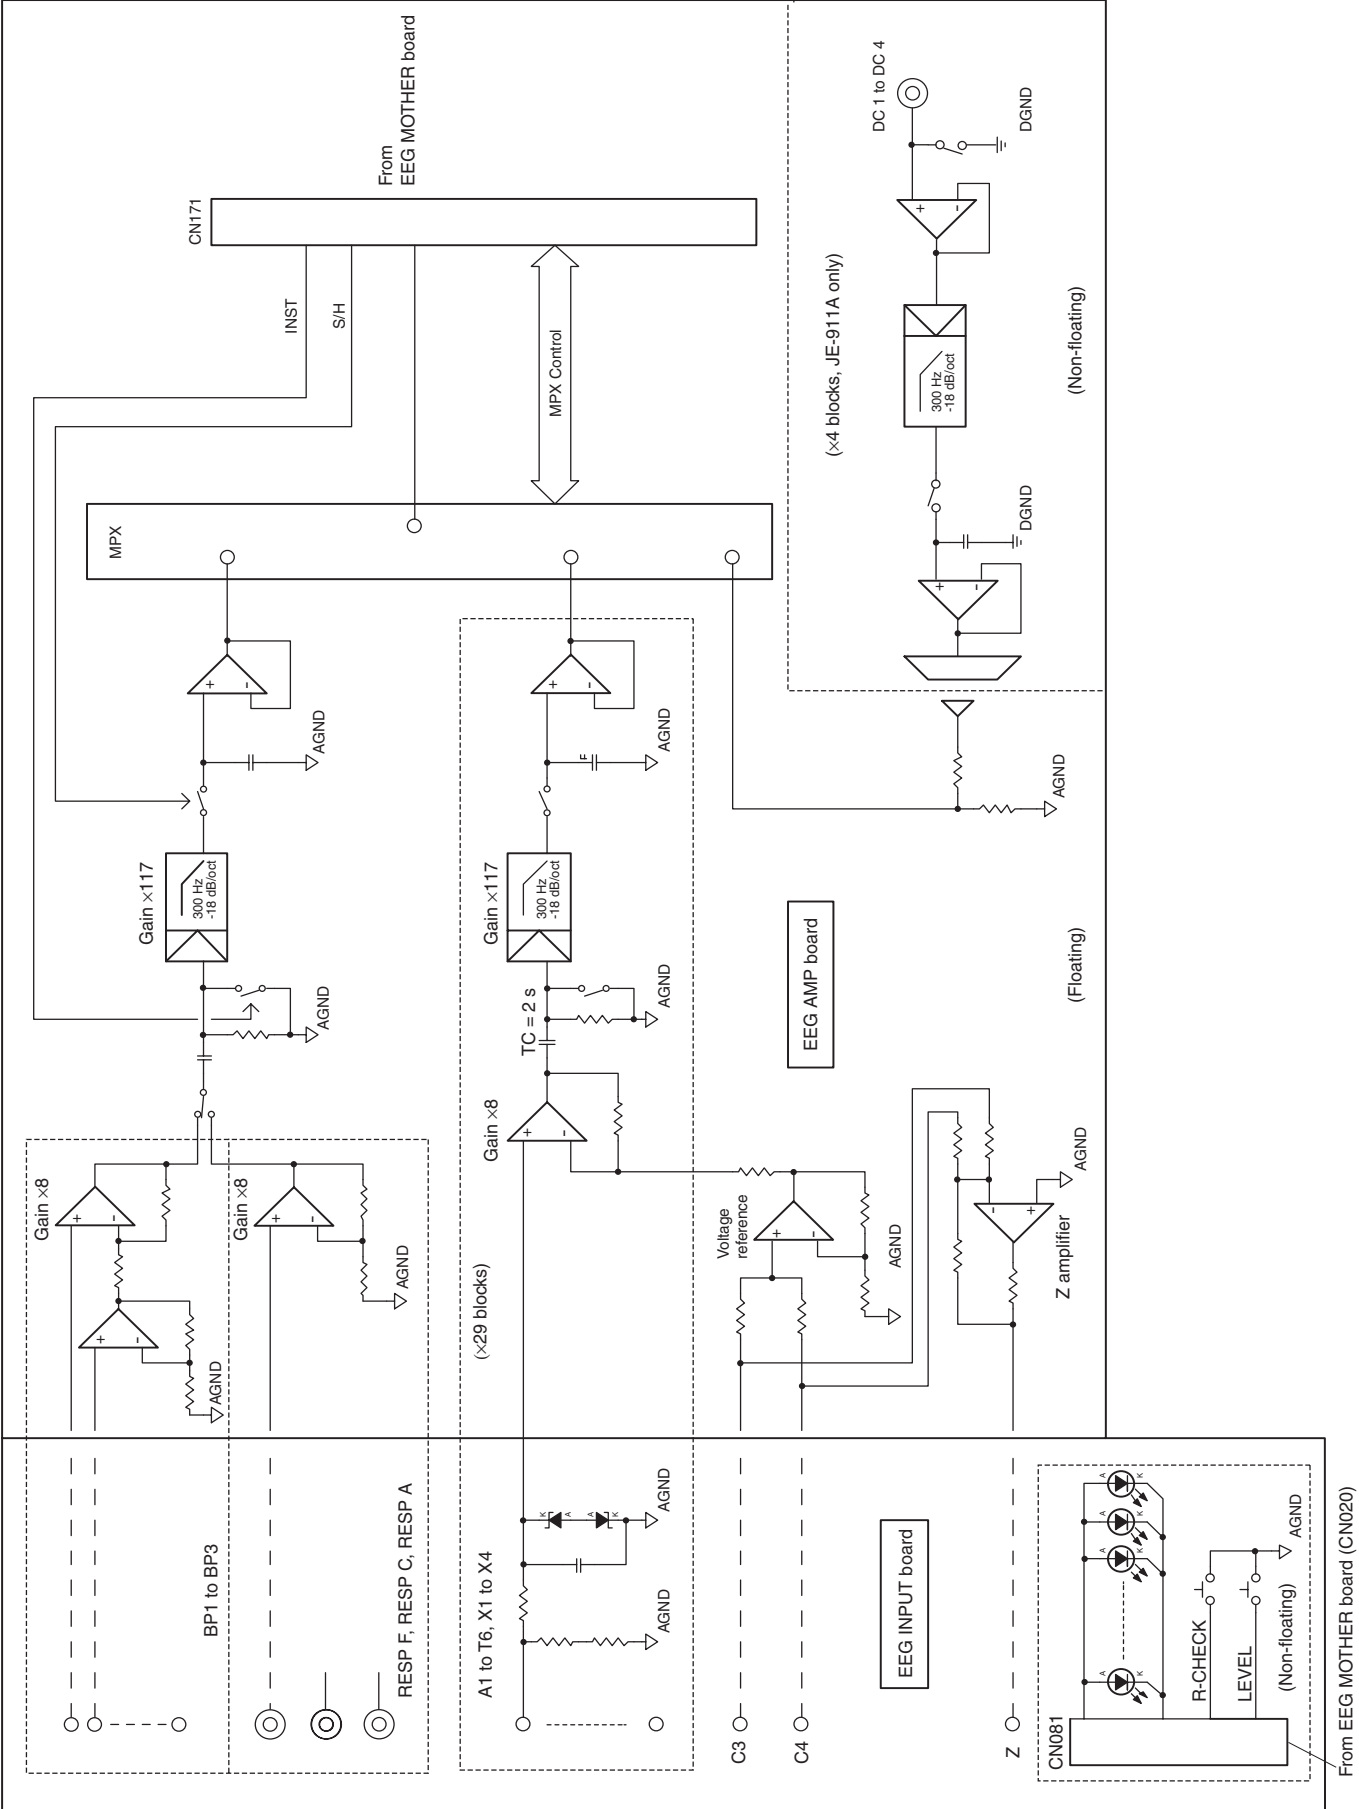 From
EEG MOTHER board
CN171
INST
S/H
MPX Control
MPX
DC 1 to DC 4
DGND
+
-
(×4 blocks, JE-911A only)
300 Hz
-18 dB/oct
(Non-floating)
DGND
+
-
+
-
AGND
Gain ×117
300 Hz
-18 dB/oct
AGND
+
-
AGND
Gain ×117
300 Hz
-18 dB/oct
TC = 2 s
AGND
AGND
EEG AMP board
(Floating)
Gain ×8
+
-
+
-
AGND
Gain ×8
+
-
AGND
Gain ×8
+
-
(×29 blocks)
Voltage
reference
+
-
AGND
-
+
AGND
Z amplifier
BP1 to BP3
RESP F, RESP C, RESP A
A1 to T6, X1 to X4
K
A
A
K
AGND
AGND
C3
C4
Z
EEG INPUT board
CN081
A
K
A
K
A
K
A
K
R-CHECK
LEVEL
AGND
(Non-floating)
From EEG MOTHER board (CN020)